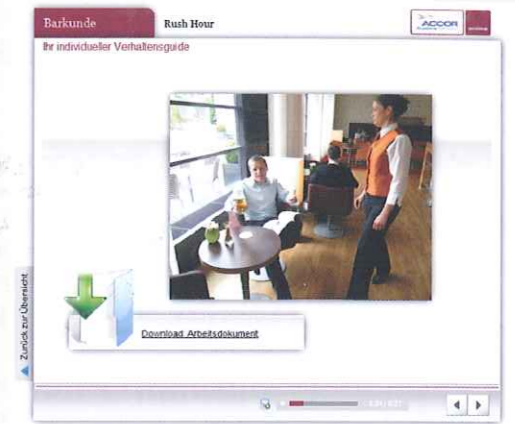 Barkunde
Rush Hour
ACCOR
Ihr individueller Verhaltensguide
Zurück zur Übersicht
Download Arbeitsdokument